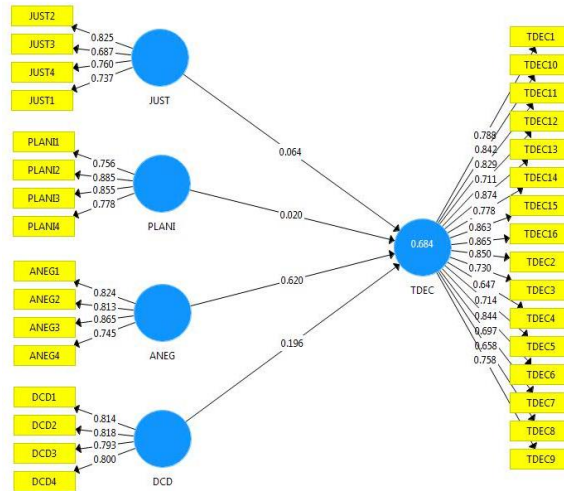 JUST2
JUST3
JUST4
JUST1
0.825
0.687
0.760
0.737
JUST
PLANI1
PLANI2
PLANI3
PLANI4
0.756
0.885
0.855
0.778
PLANI
ANEG1
ANEG2
ANEG3
ANEG4
0.824
0.813
0.865
0.745
ANEG
DCD1
DCD2
DCD3
DCD4
0.814
0.818
0.793
0.800
DCD
0.064
0.020
0.620
0.196
0.684
TDEC
0.788
0.842
0.829
0.711
0.874
0.778
0.863
0.865
0.850
0.730
0.647
0.714
0.844
0.697
0.658
0.758
TDEC1
TDEC10
TDEC11
TDEC12
TDEC13
TDEC14
TDEC15
TDEC16
TDEC2
TDEC3
TDEC4
TDEC5
TDEC6
TDEC7
TDEC8
TDEC9